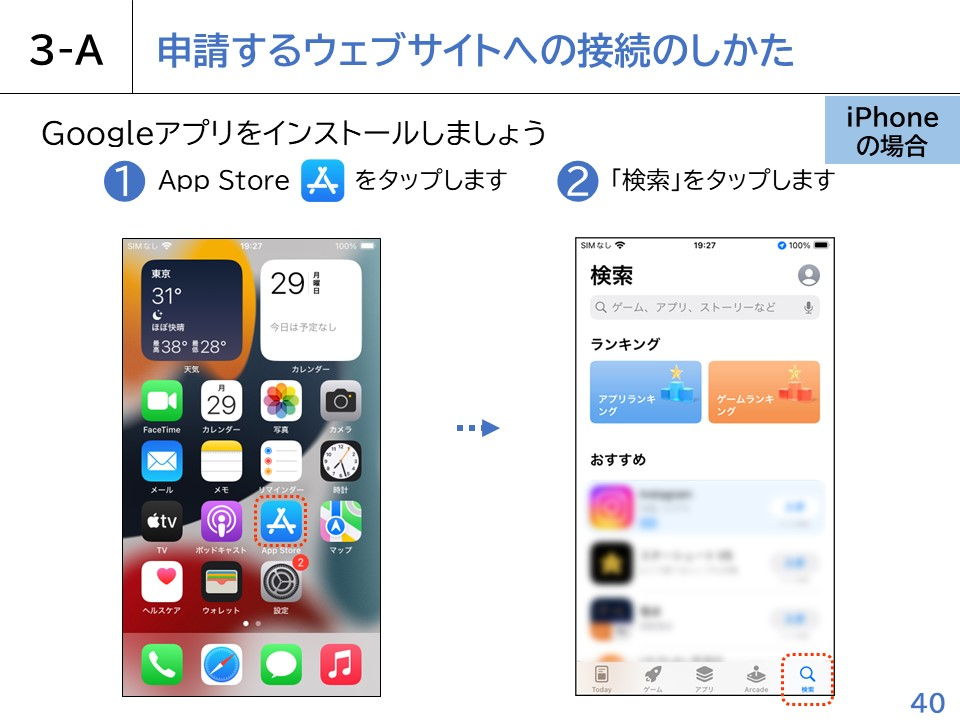 3-A
申請するウェブサイトへの接続のしかた
iPhone
の場合
Googleアプリをインストールしましょう
1 App Store をタップします
2 「検索」をタップします
SIMなし 19:27 100%
東京
31°
ほぼ快晴
最高38° 最低28°
天気
29 月曜日
今日は予定なし
カレンダー
月
29
FaceTime カレンダー 写真 カメラ
メール メモ リマインダー 時計
tv
TV ポッドキャスト App Store マップ
2
ヘルスケア ウォレット 設定
SIMなし 19:27 100%
検索
ゲーム、アプリ、ストーリーなど
ランキング
アプリランキ
ング
ゲームランキ
ング
おすすめ
Instagram
Today ゲーム アプリ Arcade 検索
40